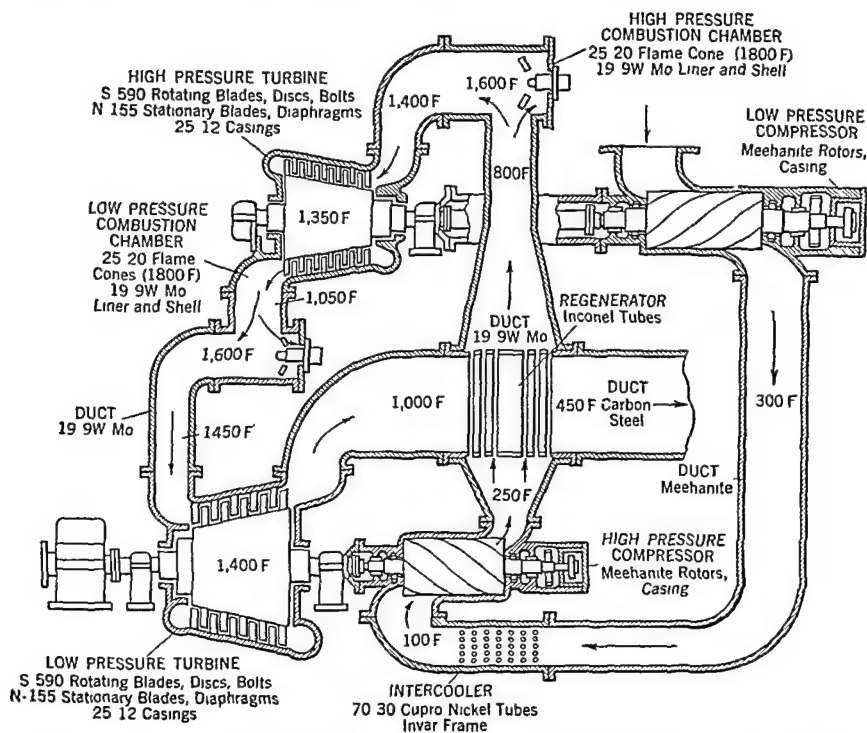 HIGH PRESSURE
COMBUSTION CHAMBER
25 20 Flame Cone (1800 F)
19 9W Mo Liner and Shell
HIGH PRESSURE TURBINE
S 590 Rotating Blades, Discs, Bolts
N 155 Stationary Blades, Diaphragms
25 12 Casings
1,600 F
1,400 F
LOW PRESSURE
COMPRESSOR
Meehanite Rotors,
Casing
800F
LOW PRESSURE
COMBUSTION
CHAMBER
25 20 Flame
Cones (1800 F)
19 9W Mo
Liner and Shell
1,350 F
1,050 F
REGENERATOR
Inconel Tubes
DUCT
19 9W Mo
1,600 F
DUCT
19 9W Mo
1450 F
1,000 F
450F
DUCT
Carbon
Steel
300 F
DUCT
Meehanite
250F
HIGH PRESSURE
COMPRESSOR
Meehanite Rotors,
Casing
1,400 F
100F
LOW PRESSURE TURBINE
S 590 Rotating Blades, Discs, Bolts
N-155 Stationary Blades, Diaphragms
25 12 Casings
INTERCOOLER
70 30 Cupro Nickel Tubes
Invar Frame